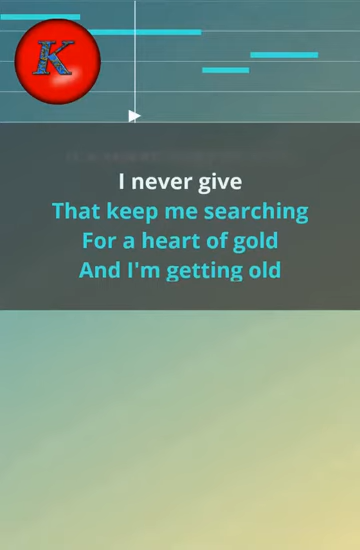 K
I never give
That keep me searching
For a heart of gold
And I'm getting old